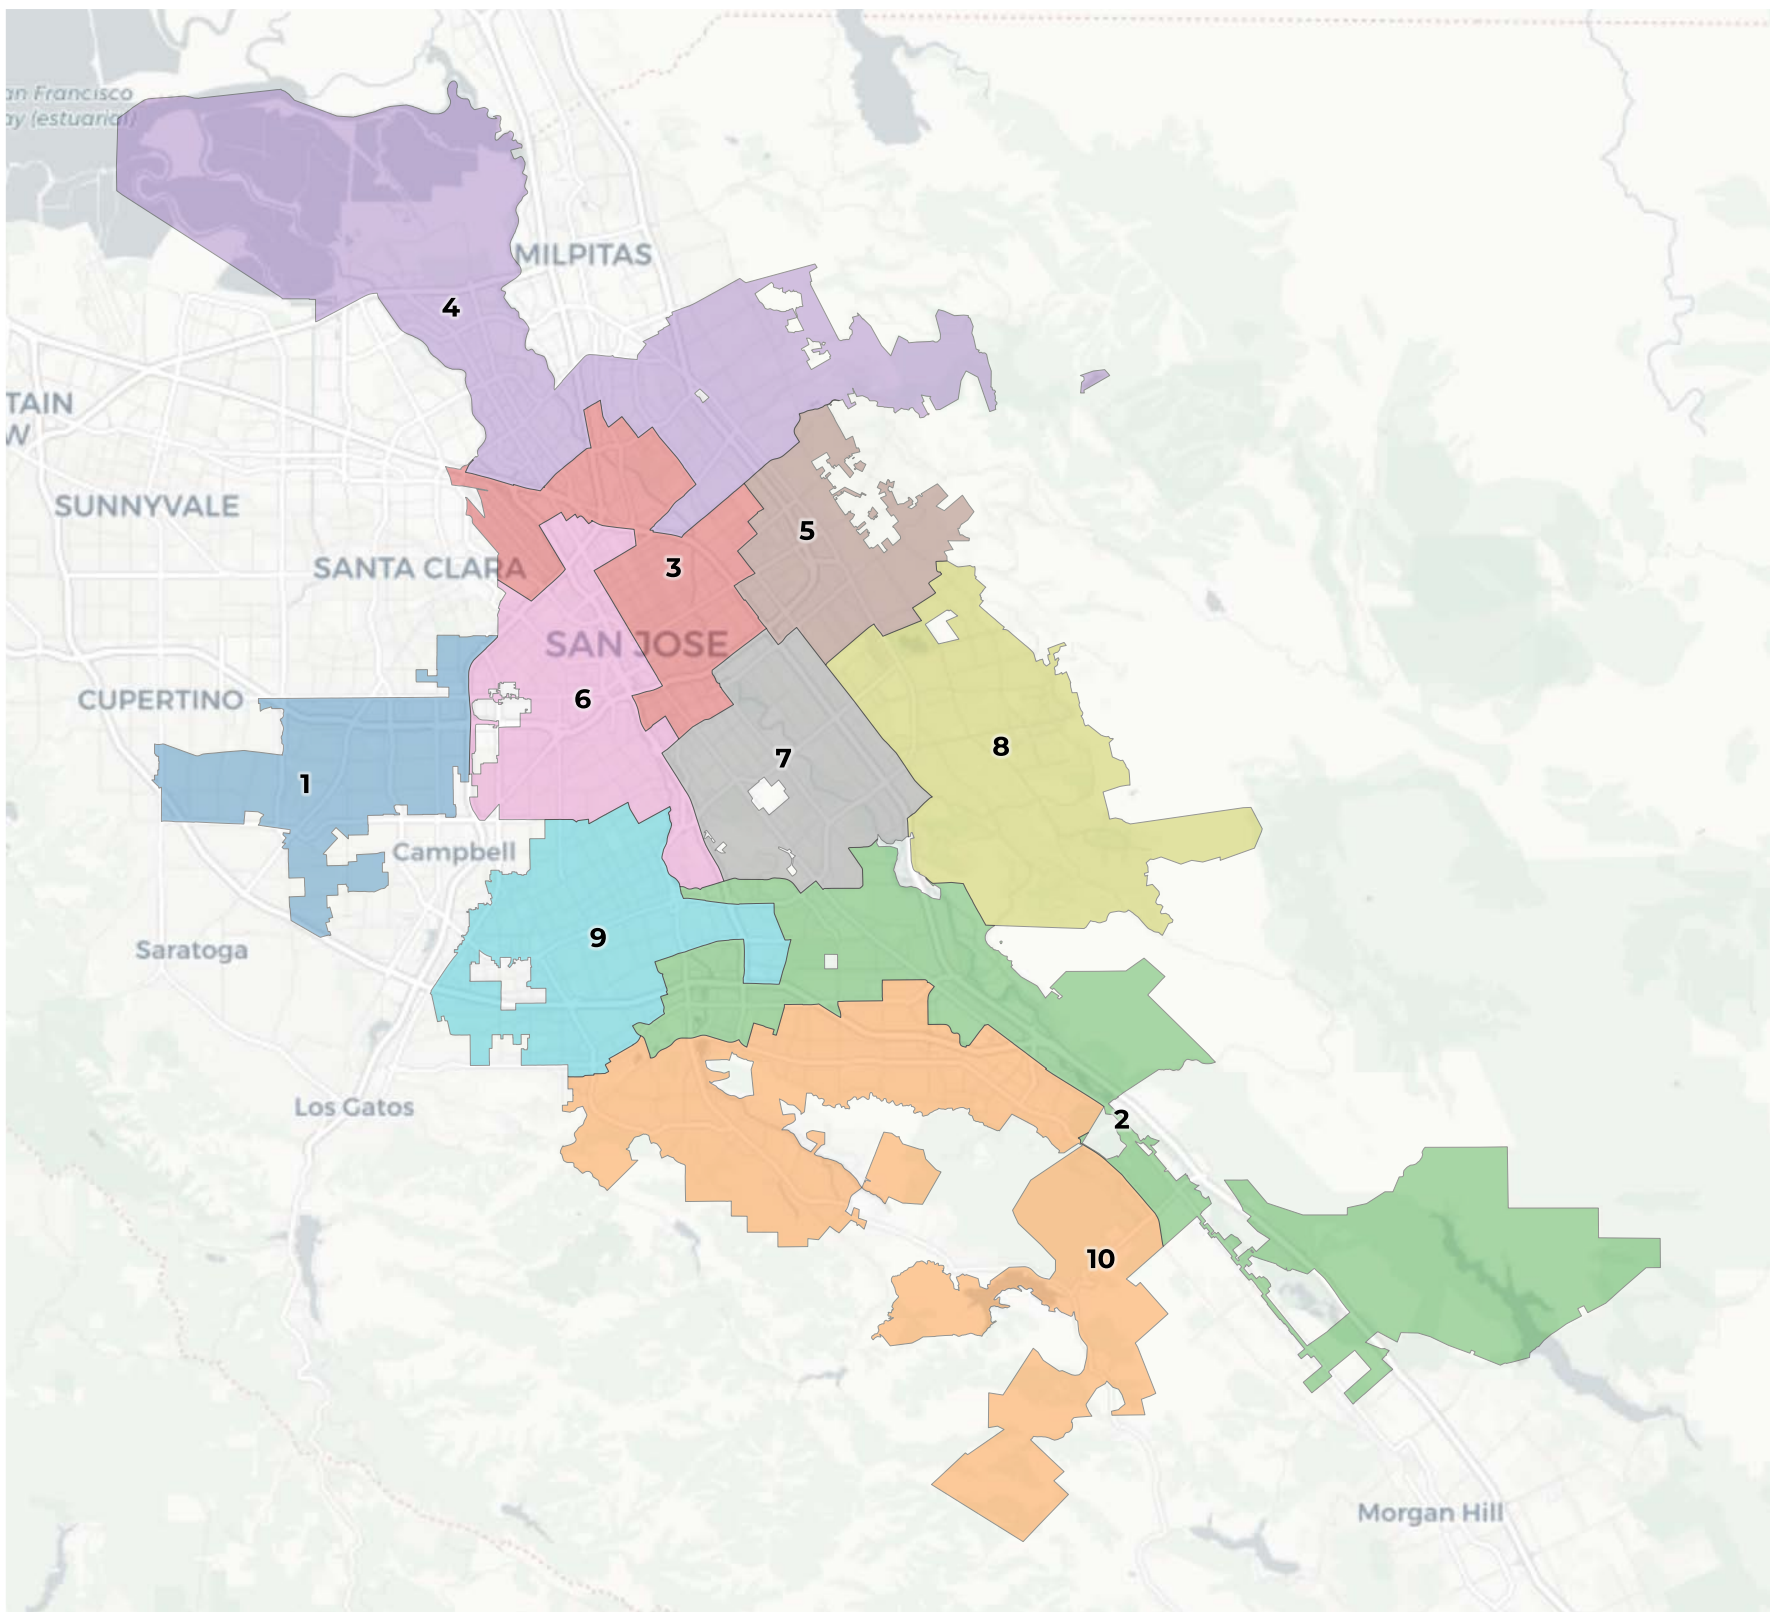 an Francisco
ay (estuarial)
MILPITAS
4
TAIN
W
SUNNYVALE
5
SANTA CLARA
3
SAN JOSE
CUPERTINO
6
8
7
1
Campbell
9
Saratoga
Los Gatos
2
10
Morgan Hill